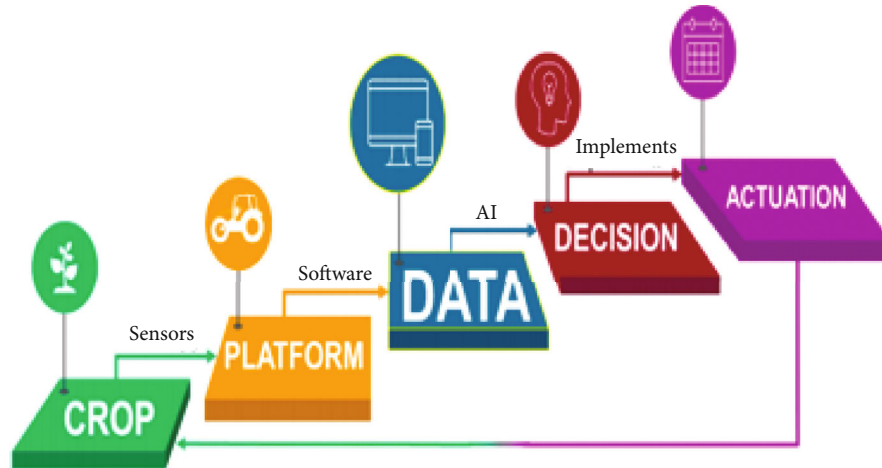 CROP
Sensors
PLATFORM
Software
DATA
AI
DECISION
Implements
ACTUATION